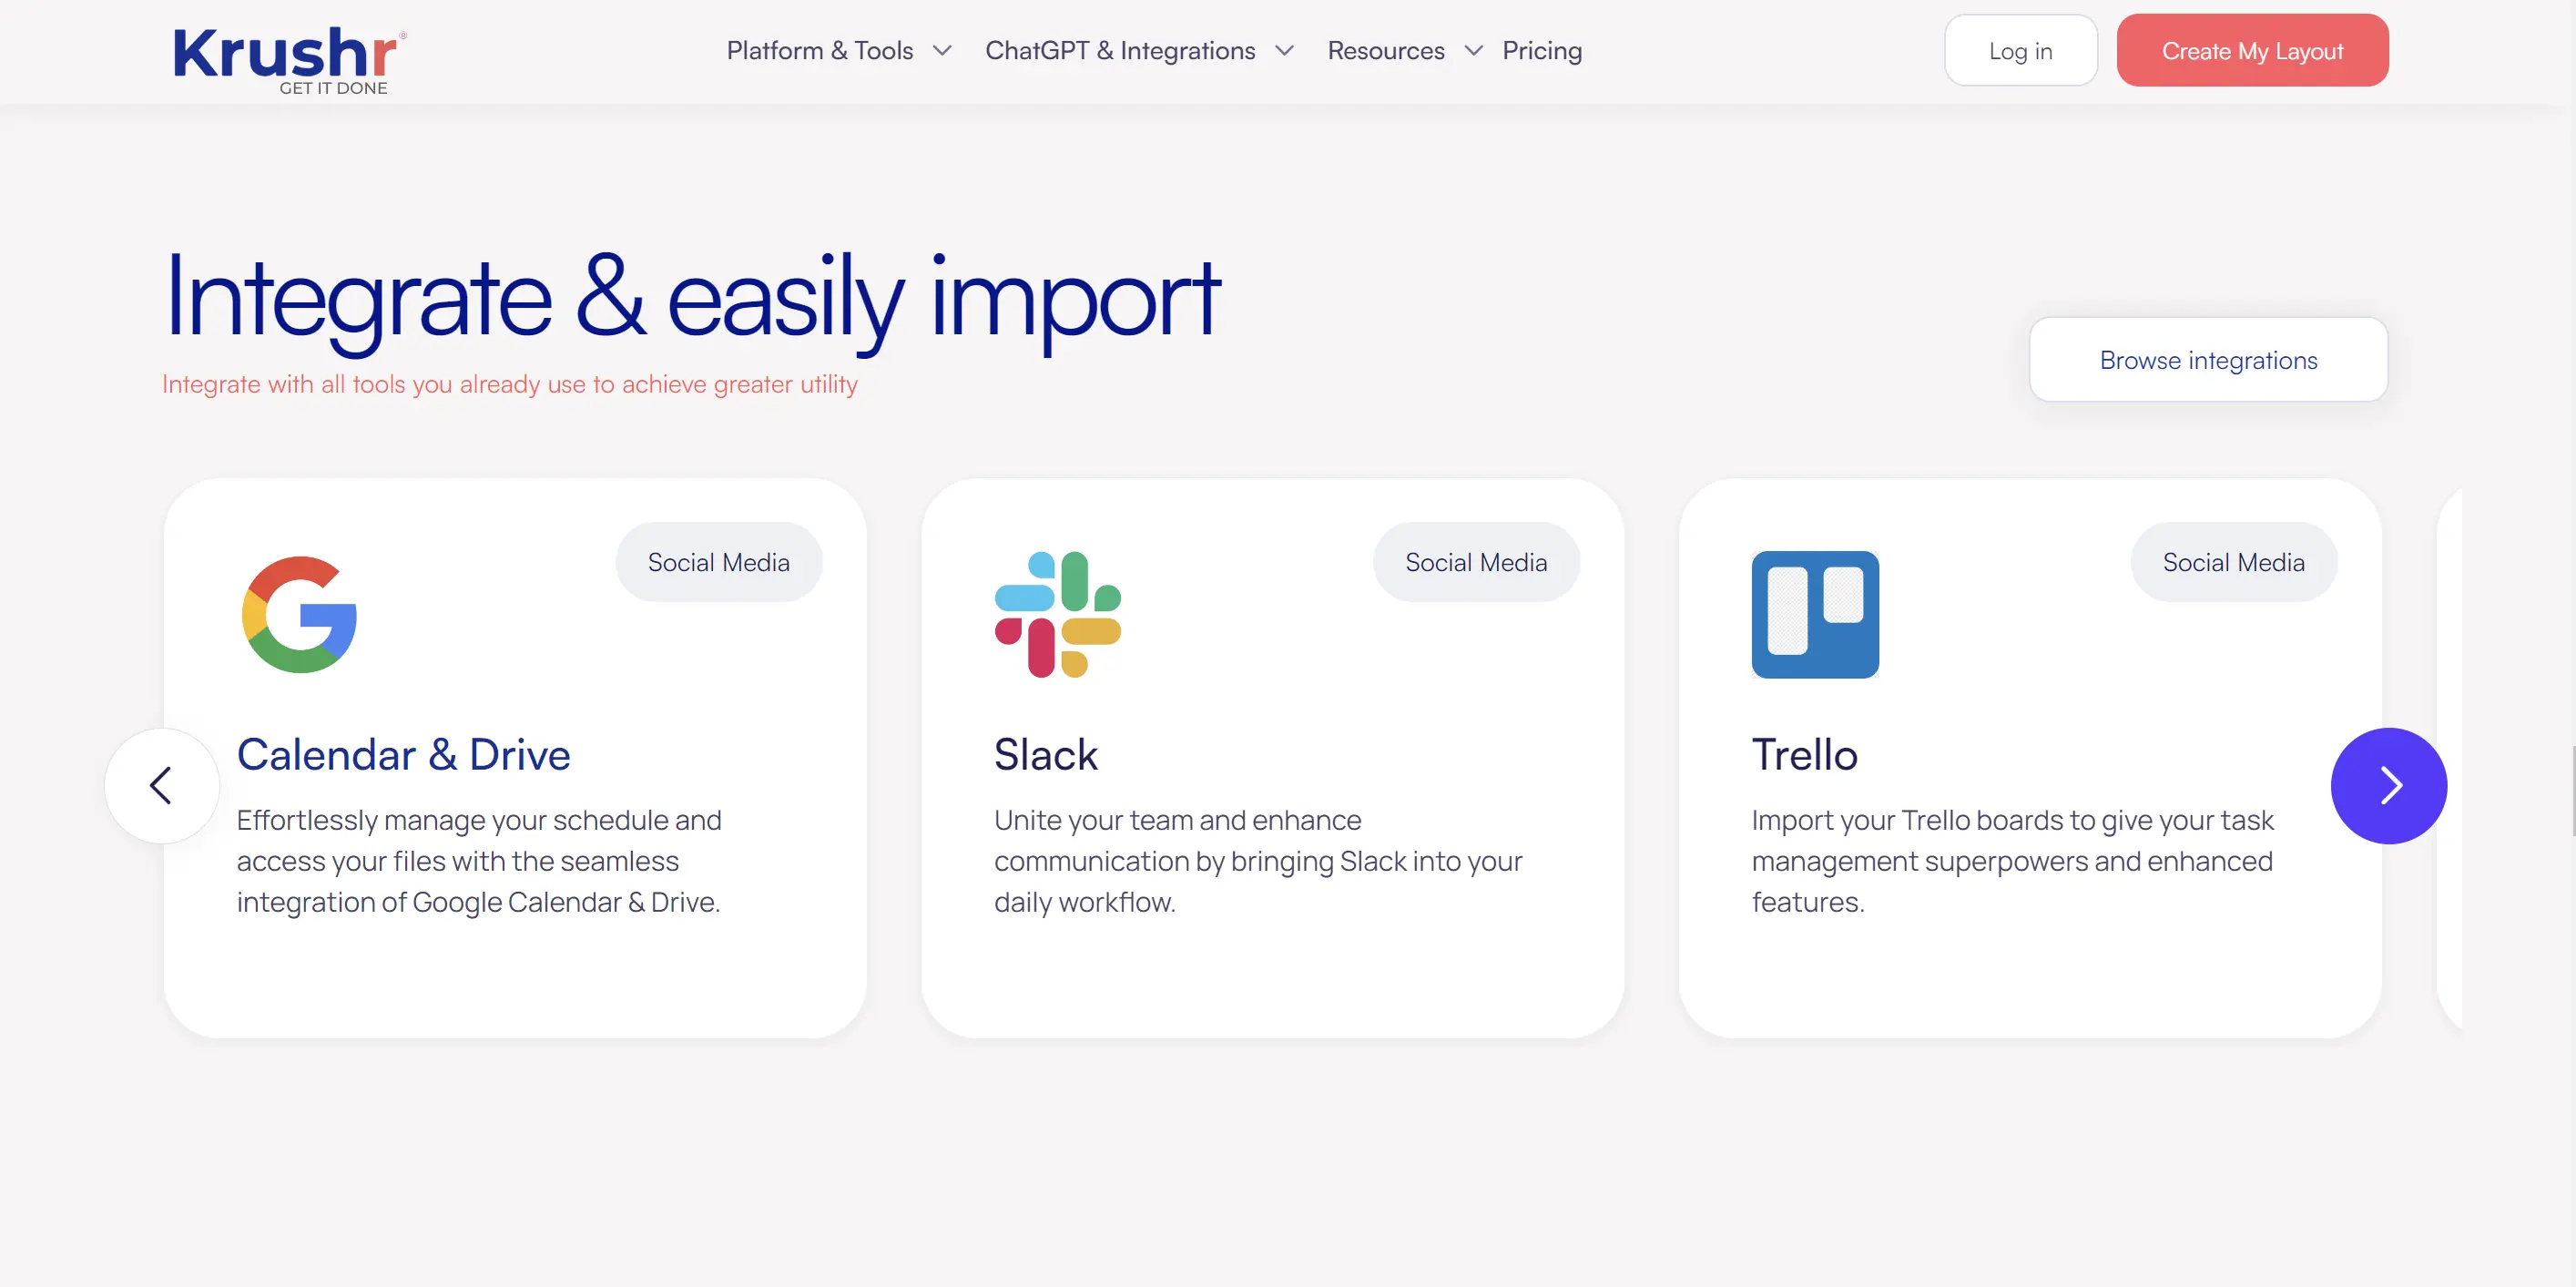 Krushr®
GET IT DONE
Platform & Tools
ChatGPT & Integrations
Resources
Pricing
Log in
Create My Layout
Integrate & easily import
Integrate with all tools you already use to achieve greater utility
Browse integrations
Social Media
Calendar & Drive
Effortlessly manage your schedule and
access your files with the seamless
integration of Google Calendar & Drive.
Social Media
Slack
Unite your team and enhance
communication by bringing Slack into your
daily workflow.
Social Media
Trello
Import your Trello boards to give your task
management superpowers and enhanced
features.